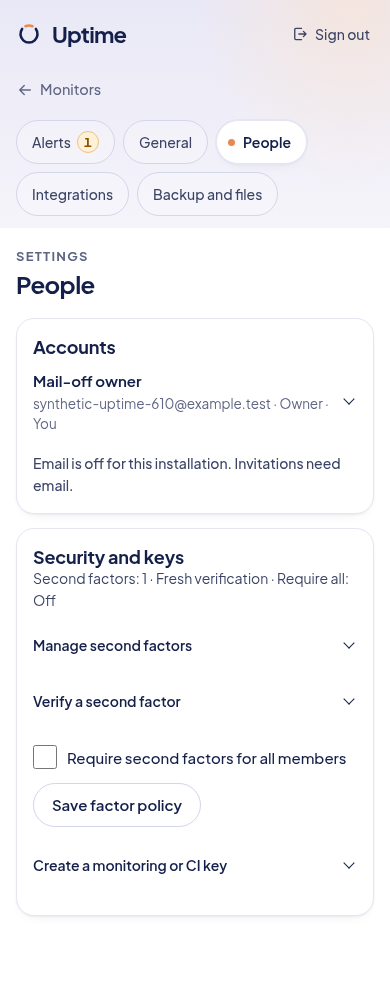 Uptime
Sign out
Monitors
Alerts 1
General
People
Integrations
Backup and files
SETTINGS
People
Accounts
Mail-off owner
synthetic-uptime-610@example.test · Owner ·
You
Email is off for this installation. Invitations need
email.
Security and keys
Second factors: 1 · Fresh verification · Require all:
Off
Manage second factors
Verify a second factor
Require second factors for all members
Save factor policy
Create a monitoring or CI key